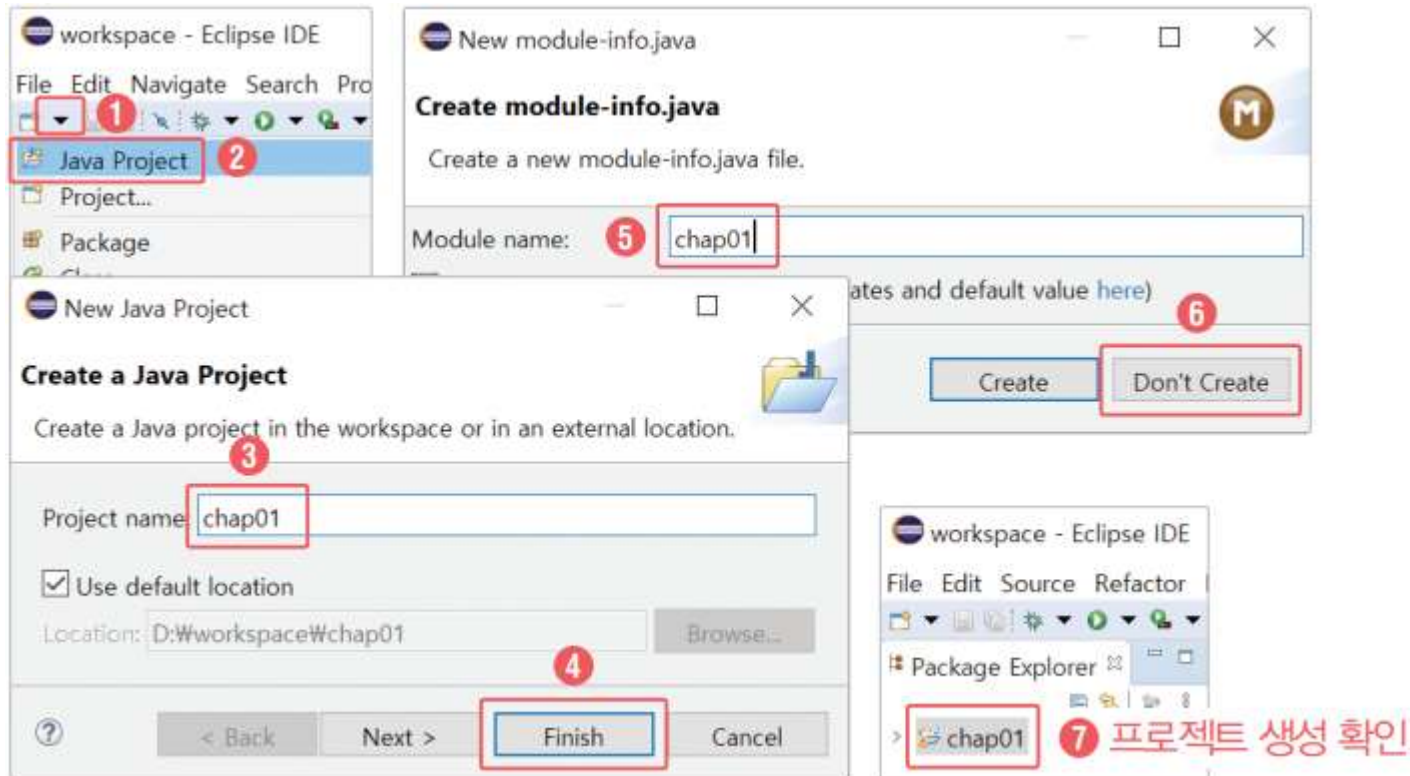 workspace - Eclipse IDE
File Edit Navigate Search Pro
1
Java Project 2
Project...
Package
New module-info.java
Create module-info.java
M
Create a new module-info.java file.
Module name: 5 chap01
ates and default value here)
6
Create Don't Create
New Java Project
Create a Java Project
Create a Java project in the workspace or in an external location.
3
Project name chap01
Use default location
Location: D:₩workspace₩chap01 Browse...
4
? < Back Next > Finish Cancel
workspace - Eclipse IDE
File Edit Source Refactor
Package Explorer
chap01 7 프로젝트 생성 확인